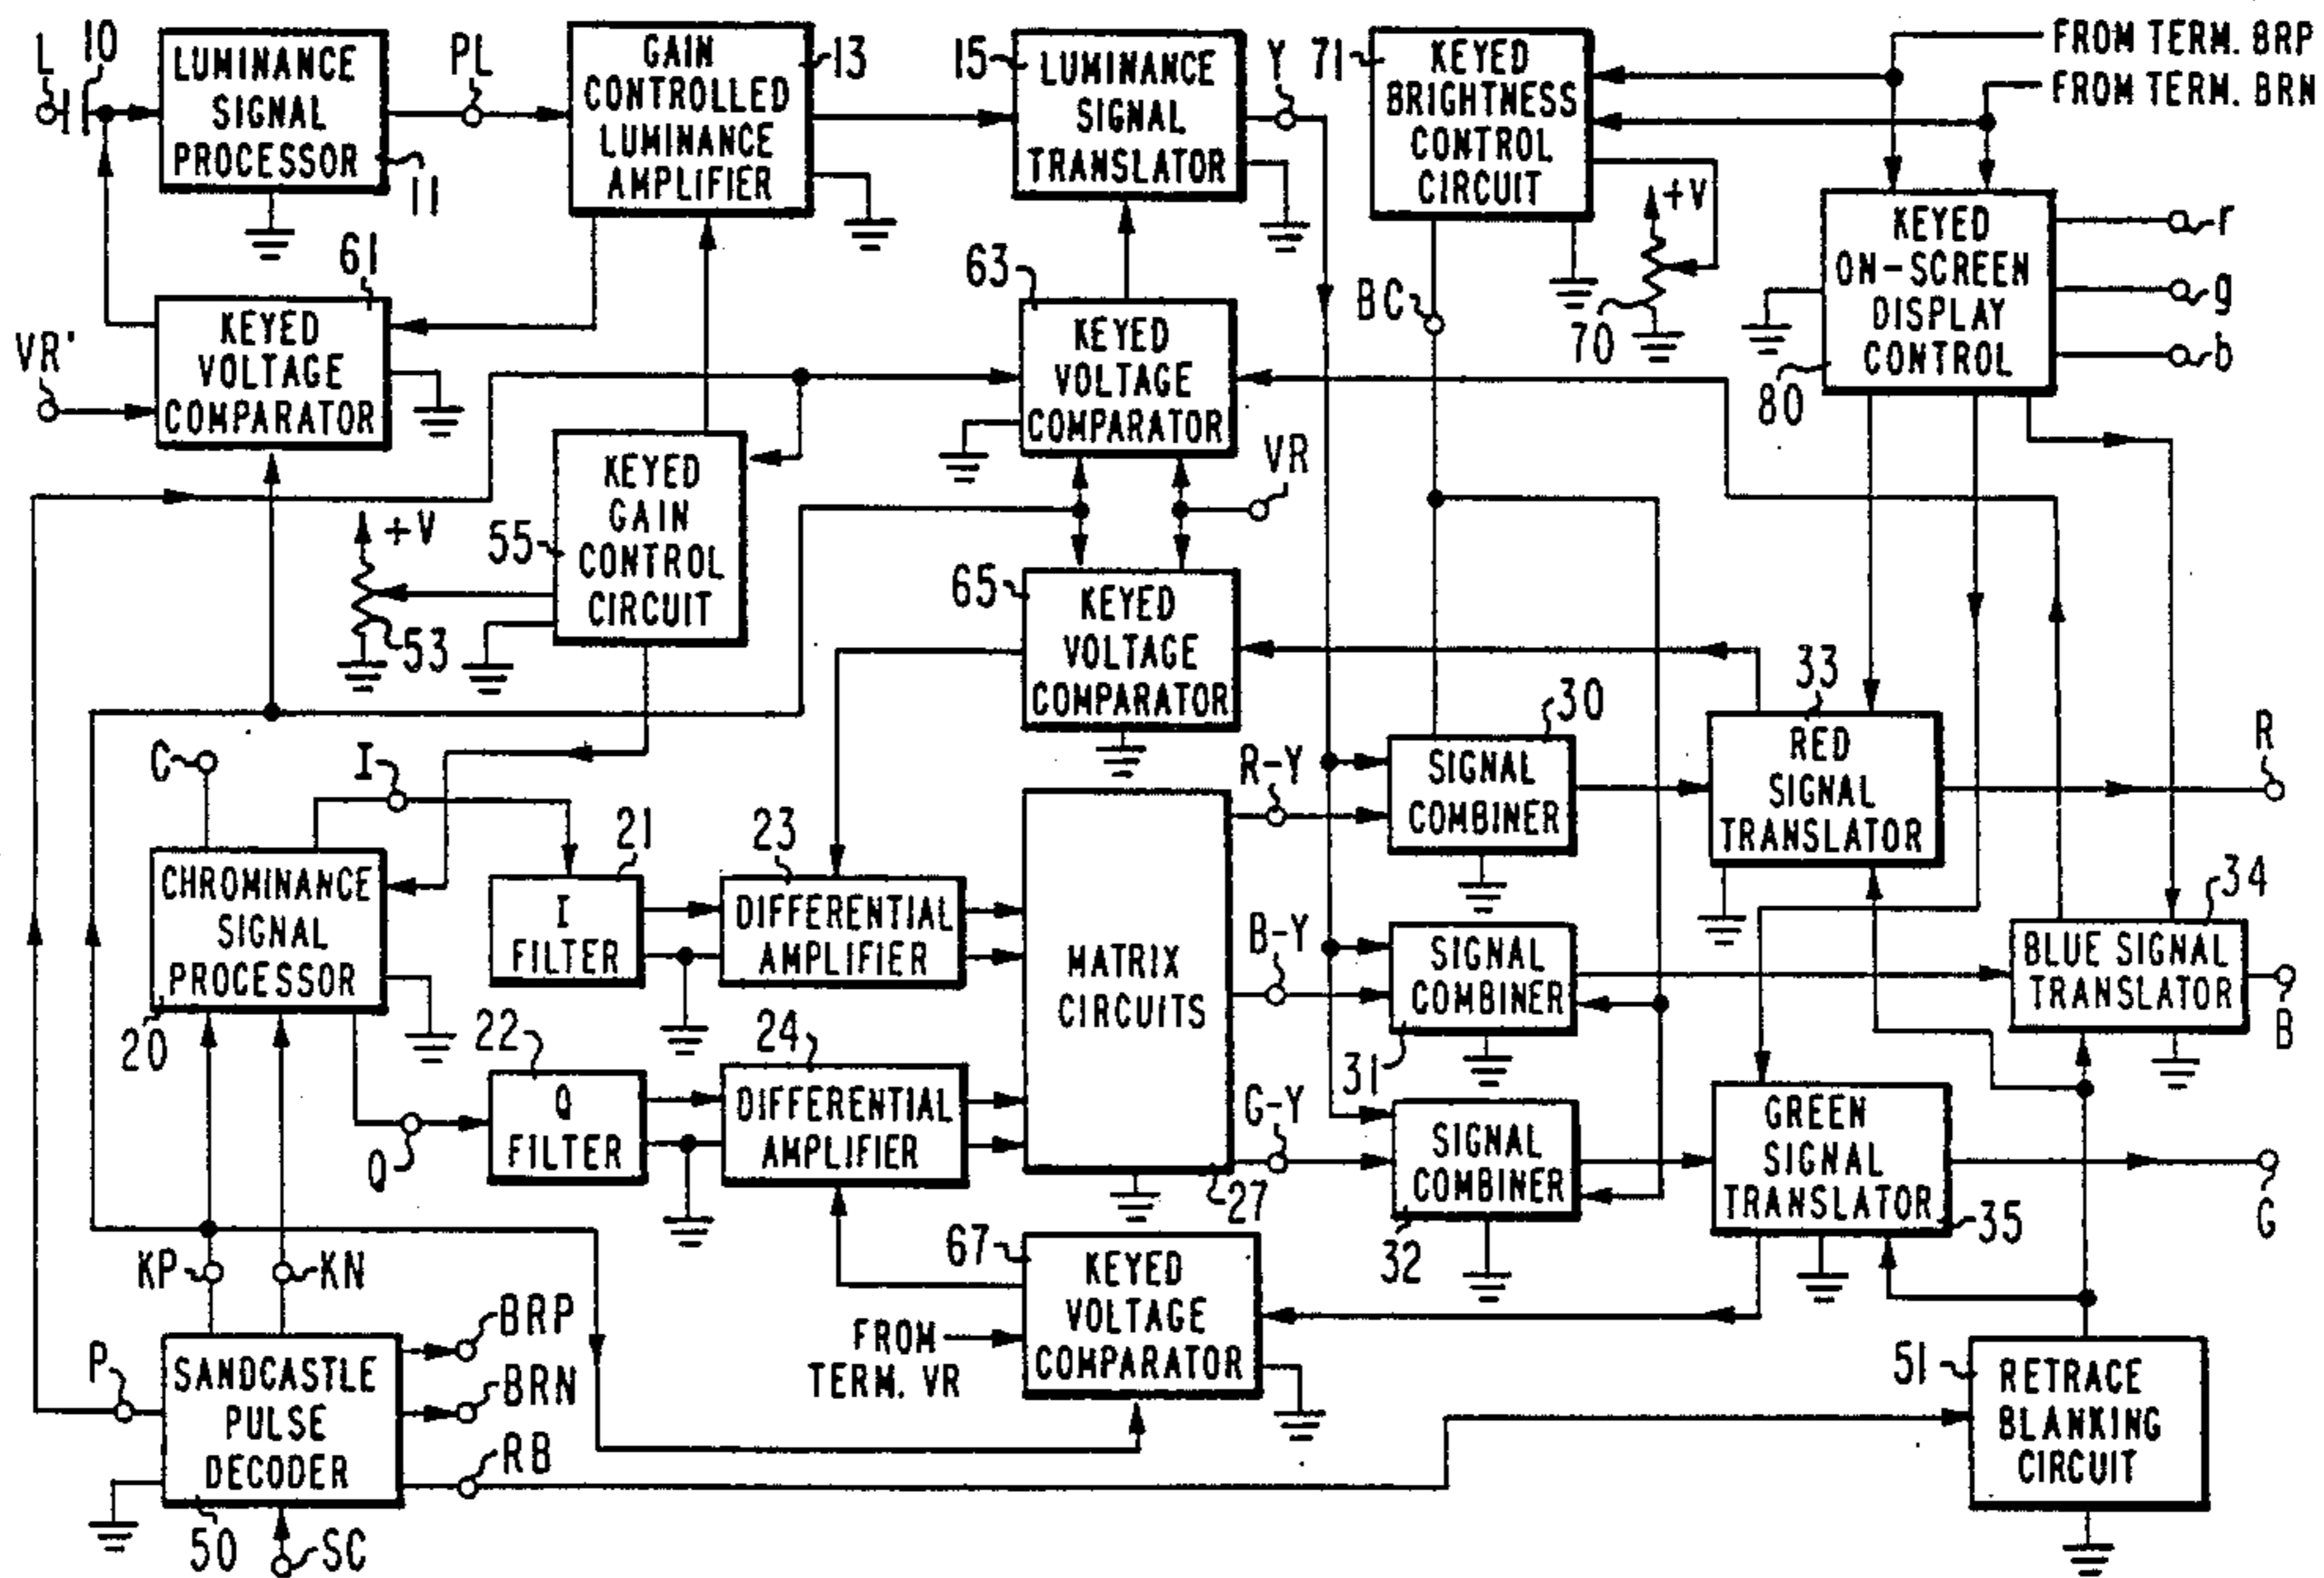 L
10
LUMINANCE
SIGNAL
PROCESSOR
11
PL
GAIN
CONTROLLED
LUMINANCE
AMPLIFIER
13
15
LUMINANCE
SIGNAL
TRANSLATOR
Y
71
KEYED
BRIGHTNESS
CONTROL
CIRCUIT
FROM TERM. BRP
FROM TERM. BRN
+V
70
KEYED
ON-SCREEN
DISPLAY
CONTROL
80
r
g
b
61
KEYED
VOLTAGE
COMPARATOR
VR'
63
KEYED
VOLTAGE
COMPARATOR
BC
VR
+V
53
55
KEYED
GAIN
CONTROL
CIRCUIT
65
KEYED
VOLTAGE
COMPARATOR
C
I
CHROMINANCE
SIGNAL
PROCESSOR
20
21
I
FILTER
23
DIFFERENTIAL
AMPLIFIER
22
Q
FILTER
24
DIFFERENTIAL
AMPLIFIER
Q
MATRIX
CIRCUITS
27
R-Y
B-Y
G-Y
30
SIGNAL
COMBINER
SIGNAL
COMBINER
31
SIGNAL
COMBINER
32
33
RED
SIGNAL
TRANSLATOR
R
34
BLUE SIGNAL
TRANSLATOR
B
GREEN
SIGNAL
TRANSLATOR
35
G
KP
KN
P
SANDCASTLE
PULSE
DECODER
50
SC
BRP
BRN
RB
67
KEYED
VOLTAGE
COMPARATOR
FROM
TERM. VR
51
RETRACE
BLANKING
CIRCUIT